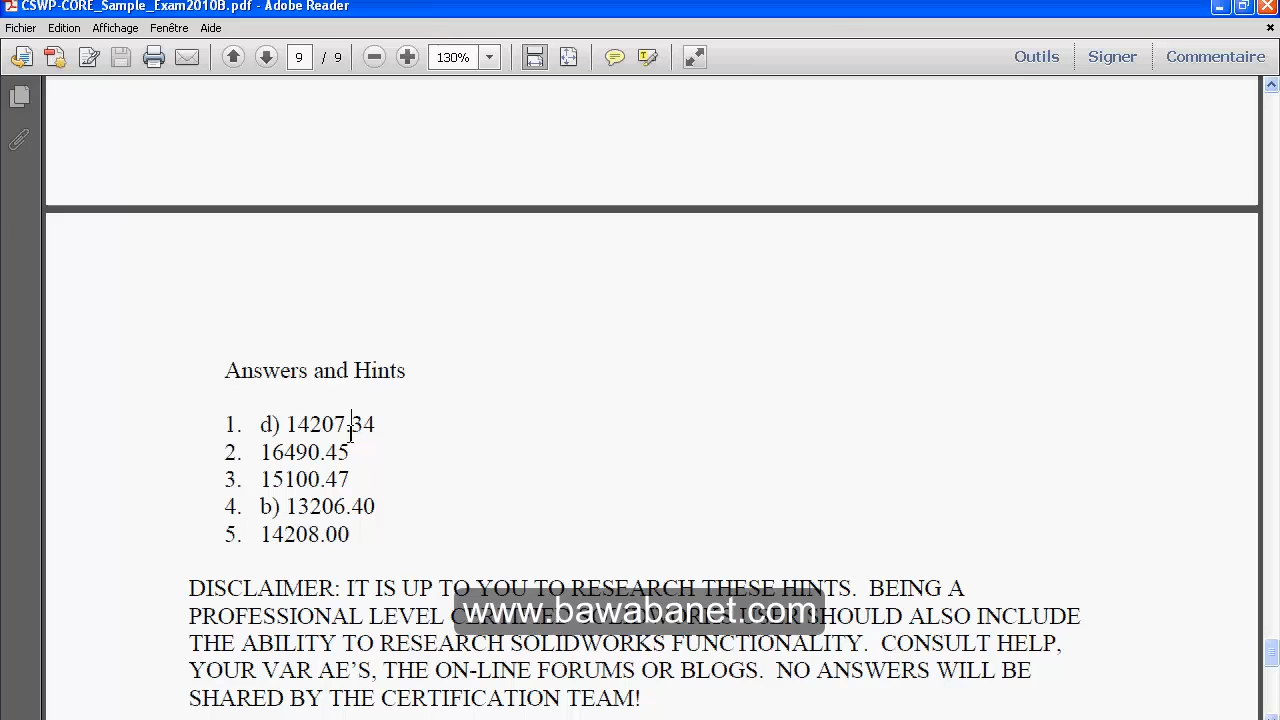 CSWP-CORE_Sample_Exam2010B.pdf - Adobe Reader
Fichier Edition Affichage Fenêtre Aide
9 / 9 130% Outils Signer Commentaire
Answers and Hints
1. d) 14207.34
2. 16490.45
3. 15100.47
4. b) 13206.40
5. 14208.00
DISCLAIMER: IT IS UP TO YOU TO RESEARCH THESE HINTS. BEING A
PROFESSIONAL LEVEL USER SHOULD ALSO INCLUDE
www.bawabanet.com
THE ABILITY TO RESEARCH SOLIDWORKS FUNCTIONALITY. CONSULT HELP,
YOUR VAR AE'S, THE ON-LINE FORUMS OR BLOGS. NO ANSWERS WILL BE
SHARED BY THE CERTIFICATION TEAM!